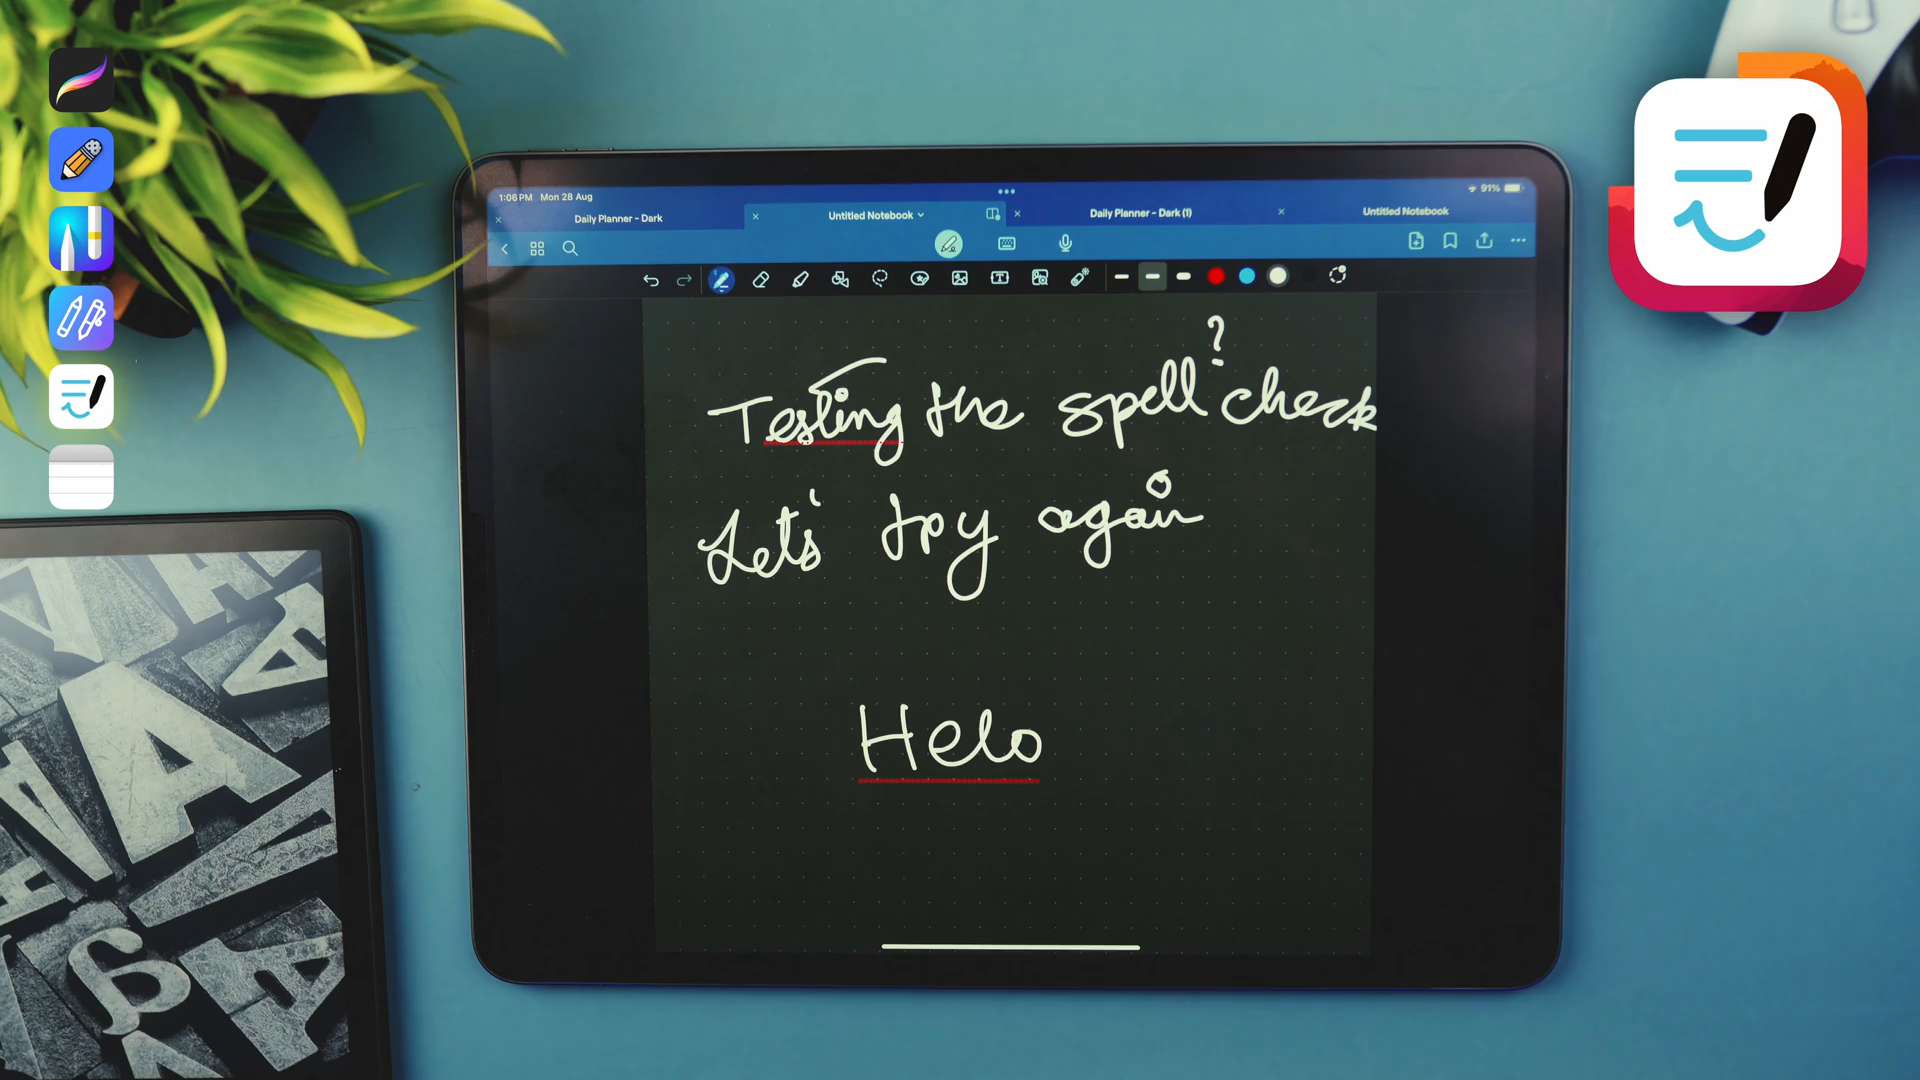 1:06 PM Mon 28 Aug
91%
Daily Planner - Dark
Untitled Notebook
Daily Planner - Dark (1)
Untitled Notebook
?
Testing the spell check
Let's try again
Helo